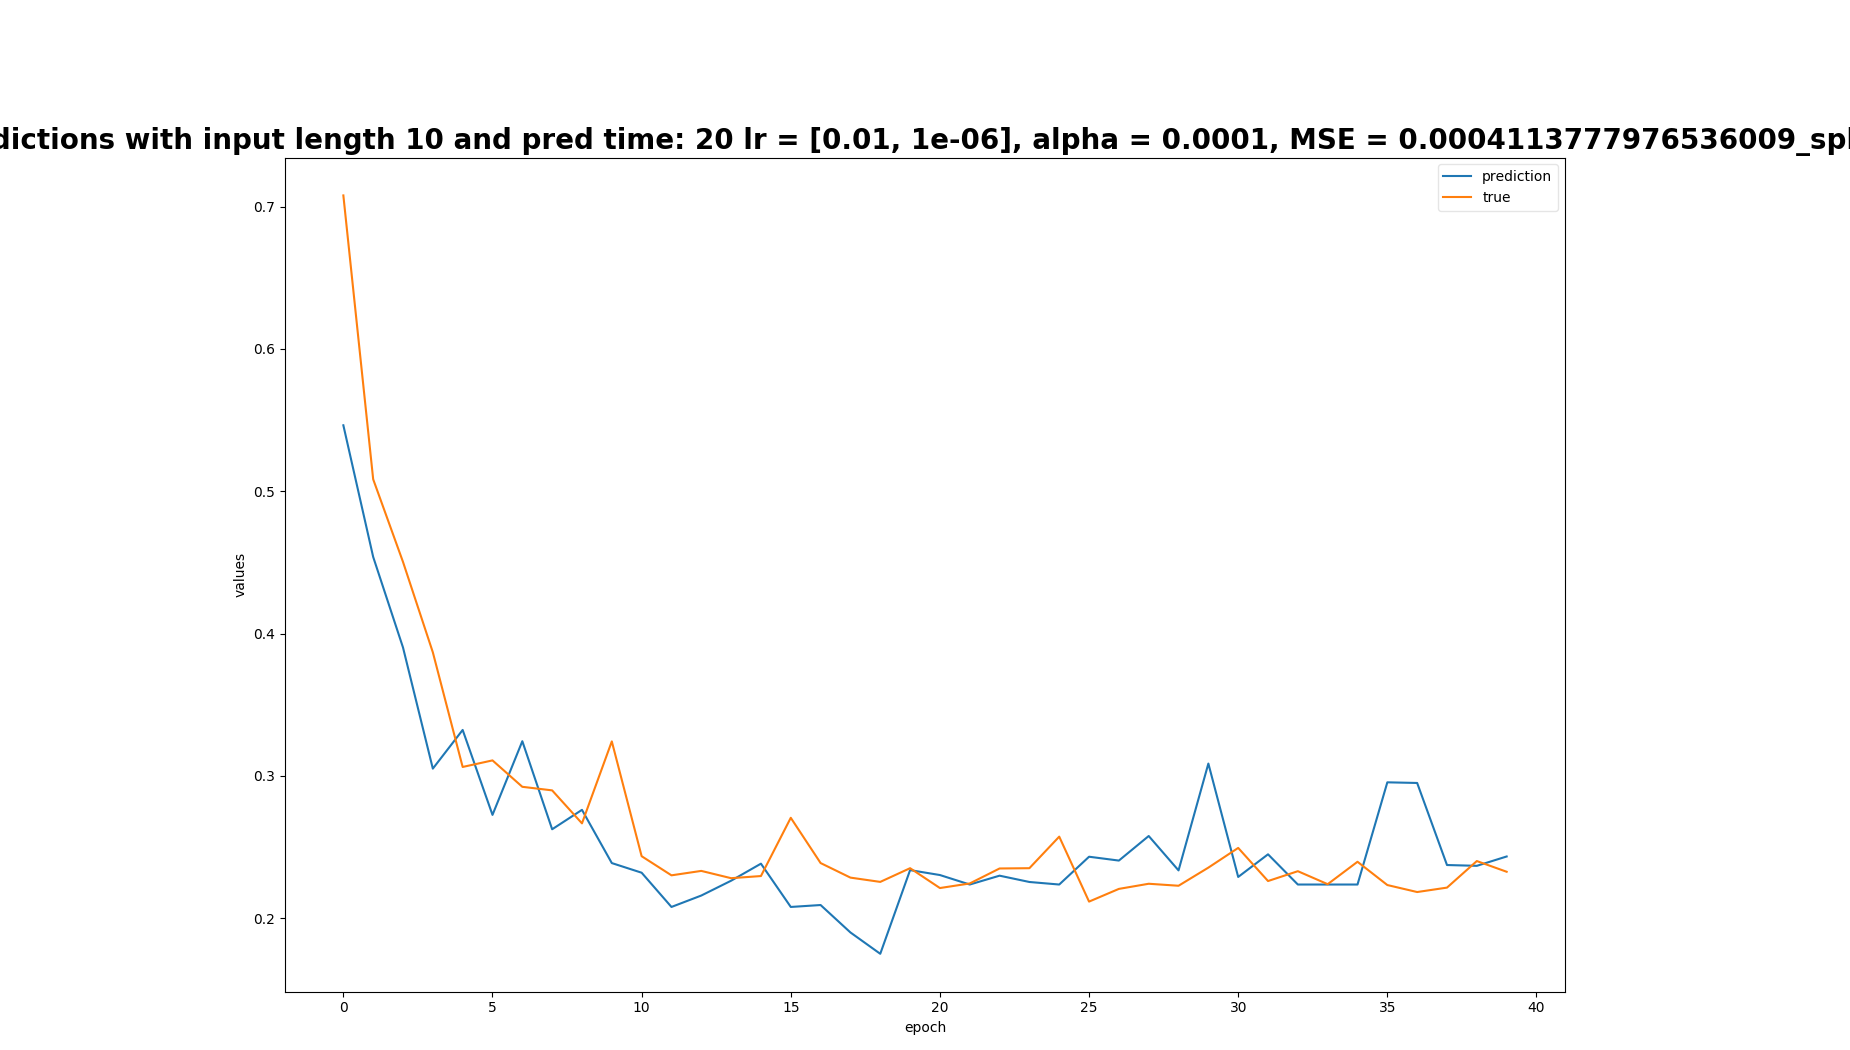 dictions with input length 10 and pred time: 20 lr = [0.01, 1e-06], alpha = 0.0001, MSE = 0.0004113777976536009_spl
prediction
true
0.7
0.6
0.5
0.4
0.3
0.2
values
0 5 10 15 20 25 30 35 40
epoch